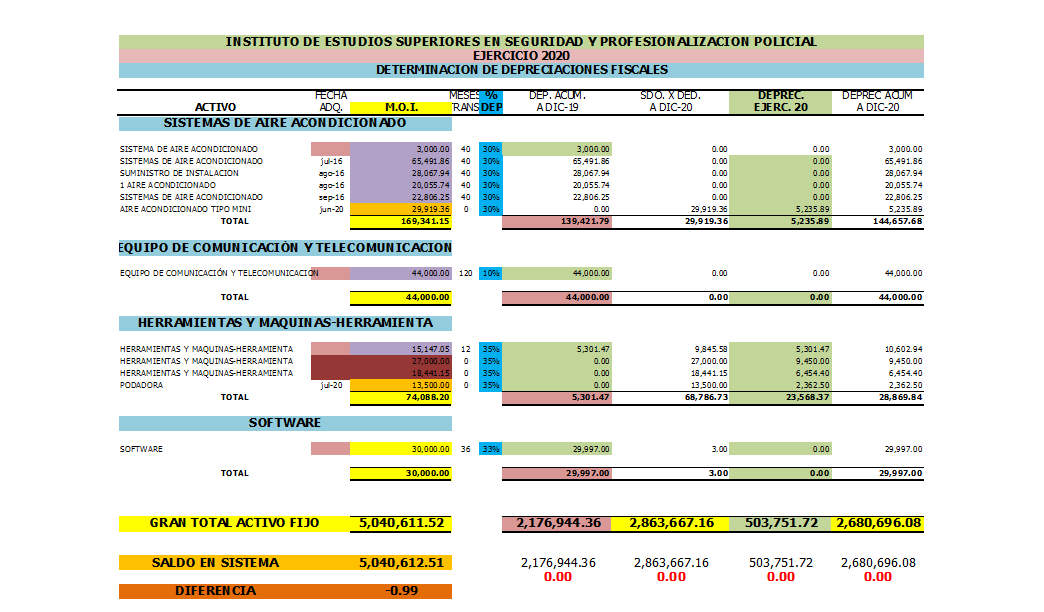 INSTITUTO DE ESTUDIOS SUPERIORES EN SEGURIDAD Y PROFESIONALIZACION POLICIAL
EJERCICIO 2020
DETERMINACION DE DEPRECIACIONES FISCALES
FECHA MESES % DEP. ACUM. SDO. X DED. DEPREC. DEPREC ACUM
ACTIVO ADQ. M.O.I. TRANS DEP A DIC-19 A DIC-20 EJERC. 20 A DIC-20
SISTEMAS DE AIRE ACONDICIONADO
SISTEMA DE AIRE ACONDICIONADO 3,000.00 40 30% 3,000.00 0.00 0.00 3,000.00
SISTEMAS DE AIRE ACONDICIONADO jul-16 65,491.86 40 30% 65,491.86 0.00 0.00 65,491.86
SUMINISTRO DE INSTALACION ago-16 28,067.94 40 30% 28,067.94 0.00 0.00 28,067.94
1 AIRE ACONDICIONADO ago-16 20,055.74 40 30% 20,055.74 0.00 0.00 20,055.74
SISTEMAS DE AIRE ACONDICIONADO sep-16 22,806.25 40 30% 22,806.25 0.00 0.00 22,806.25
AIRE ACONDICIONADO TIPO MINI jun-20 29,919.36 0 30% 0.00 29,919.36 5,235.89 5,235.89
TOTAL 169,341.15 139,421.79 29,919.36 5,235.89 144,657.68
EQUIPO DE COMUNICACIÓN Y TELECOMUNICACION
EQUIPO DE COMUNICACIÓN Y TELECOMUNICACIÓN 44,000.00 120 10% 44,000.00 0.00 0.00 44,000.00
TOTAL 44,000.00 44,000.00 0.00 0.00 44,000.00
HERRAMIENTAS Y MAQUINAS-HERRAMIENTA
HERRAMIENTAS Y MAQUINAS-HERRAMIENTA 15,147.05 12 35% 5,301.47 9,845.58 5,301.47 10,602.94
HERRAMIENTAS Y MAQUINAS-HERRAMIENTA 27,000.00 0 35% 0.00 27,000.00 9,450.00 9,450.00
HERRAMIENTAS Y MAQUINAS-HERRAMIENTA 18,441.15 0 35% 0.00 18,441.15 6,454.40 6,454.40
PODADORA jul-20 13,500.00 0 35% 0.00 13,500.00 2,362.50 2,362.50
TOTAL 74,088.20 5,301.47 68,786.73 23,568.37 28,869.84
SOFTWARE
SOFTWARE 30,000.00 36 33% 29,997.00 3.00 0.00 29,997.00
TOTAL 30,000.00 29,997.00 3.00 0.00 29,997.00
GRAN TOTAL ACTIVO FIJO 5,040,611.52 2,176,944.36 2,863,667.16 503,751.72 2,680,696.08
SALDO EN SISTEMA 5,040,612.51 2,176,944.36 2,863,667.16 503,751.72 2,680,696.08
0.00 0.00 0.00 0.00
DIFERENCIA -0.99